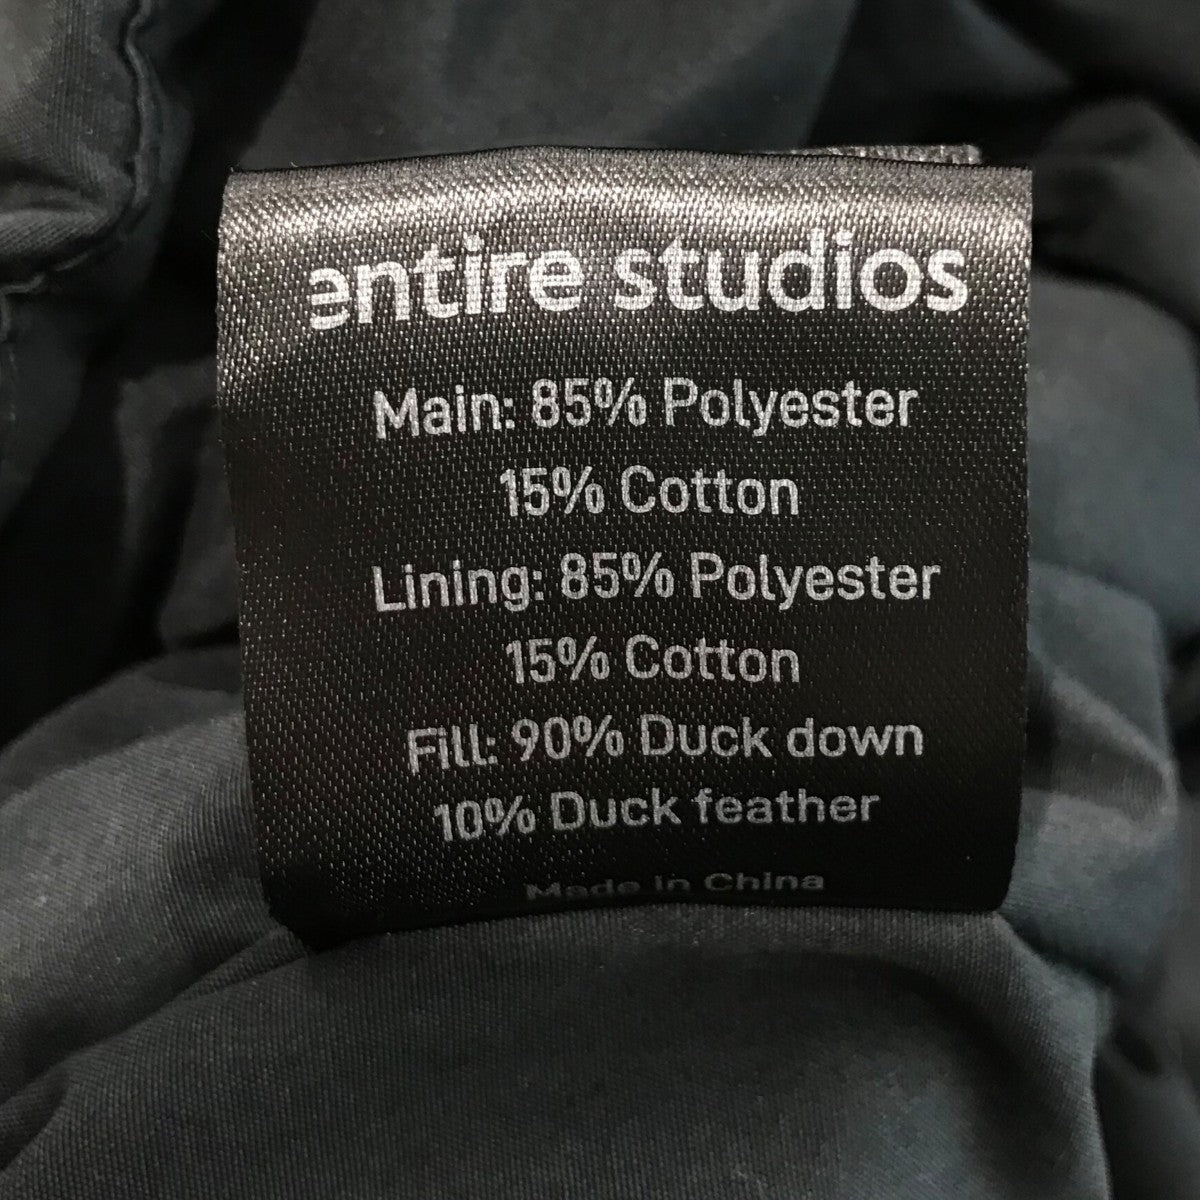 entire studios
Main: 85% Polyester
15% Cotton
Lining: 85% Polyester
15% Cotton
Fill: 90% Duck down
10% Duck feather
Made in China